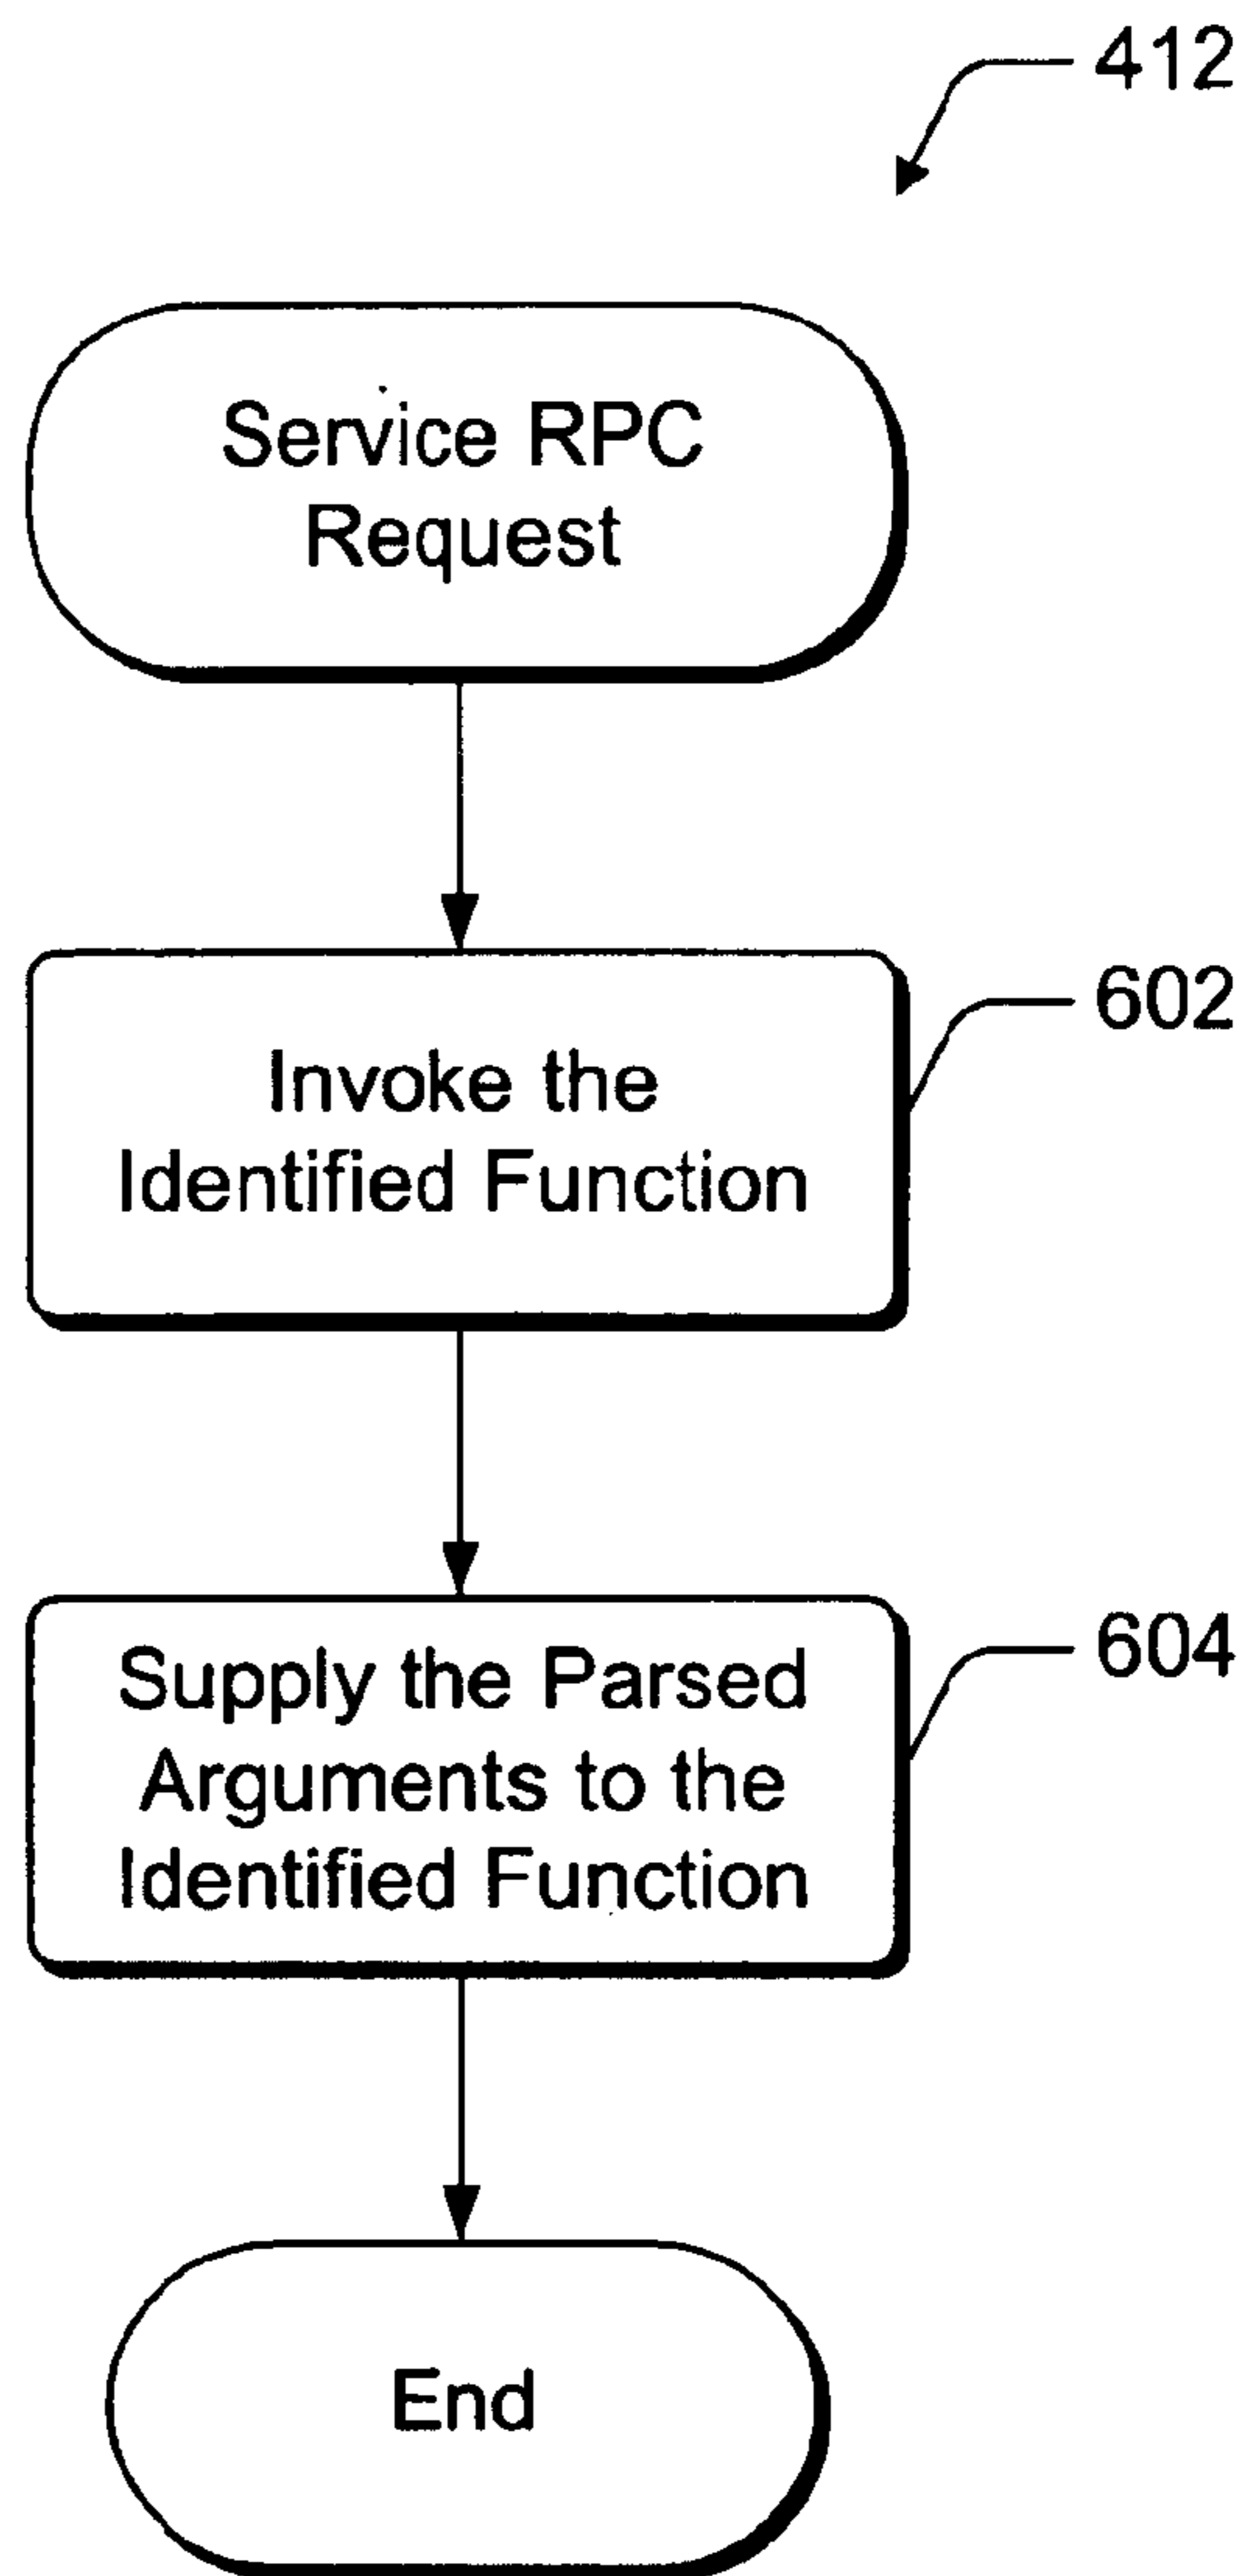 412
Service RPC
Request
602
Invoke the
Identified Function
604
Supply the Parsed
Arguments to the
Identified Function
End